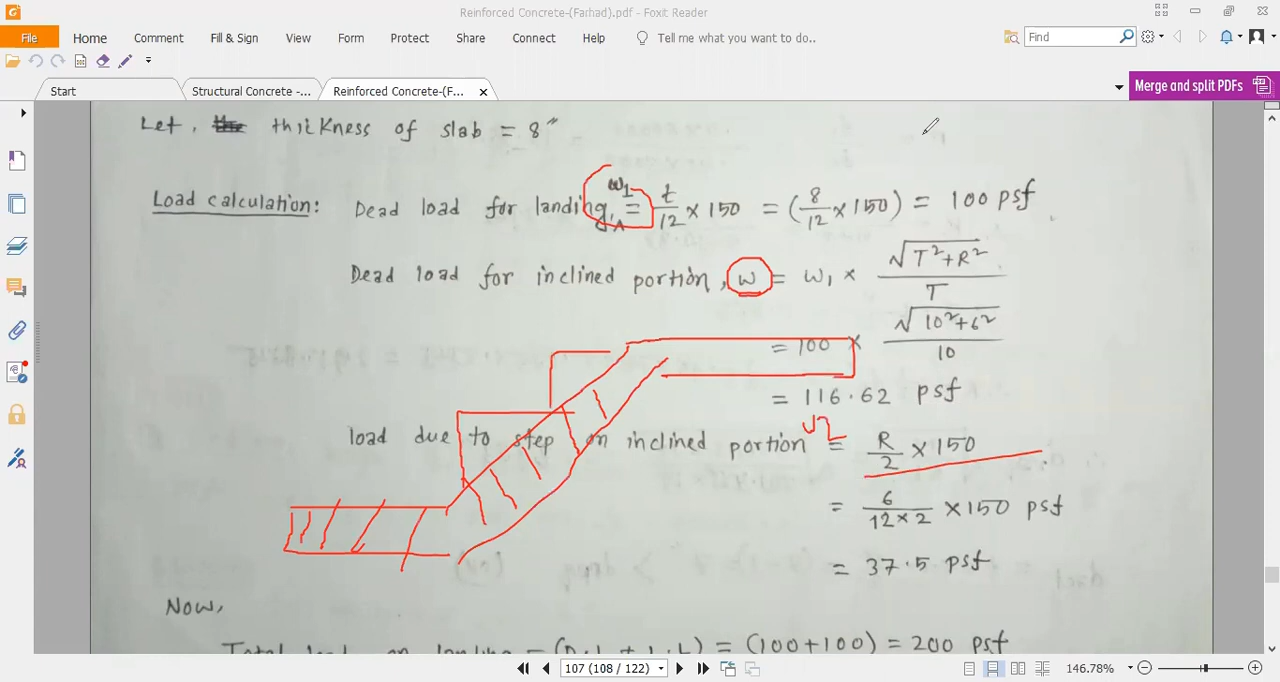 Reinforced Concrete-(Farhad).pdf - Foxit Reader
File Home Comment Fill & Sign View Form Protect Share Connect Help Tell me what you want to do.. Find
Start Structural Concrete -... Reinforced Concrete-(F... Merge and split PDFs
Let, thickness of slab = 8"
Load calculation: Dead load for landing, w₁ = t/12 × 150 = (8/12 × 150) = 100 psf
Dead load for inclined portion, w = w₁ × √T²+R² / T
= 100 × √10²+6² / 10
= 116.62 psf
load due to step on inclined portion = R/2 × 150
= 6/12×2 × 150 psf
= 37.5 psf
Now,
Total load on landing = (D.L + L.L) = (100+100) = 200 psf
107 (108 / 122) 146.78%